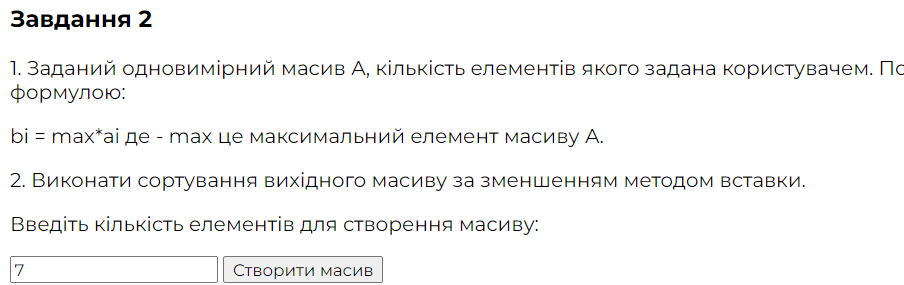 Завдання 2
1. Заданий одновимірний масив А, кількість елементів якого задана користувачем. По
формулою:
bi = max*ai де - max це максимальний елемент масиву А.
2. Виконати сортування вихідного масиву за зменшенням методом вставки.
Введіть кількість елементів для створення масиву:
7 Створити масив